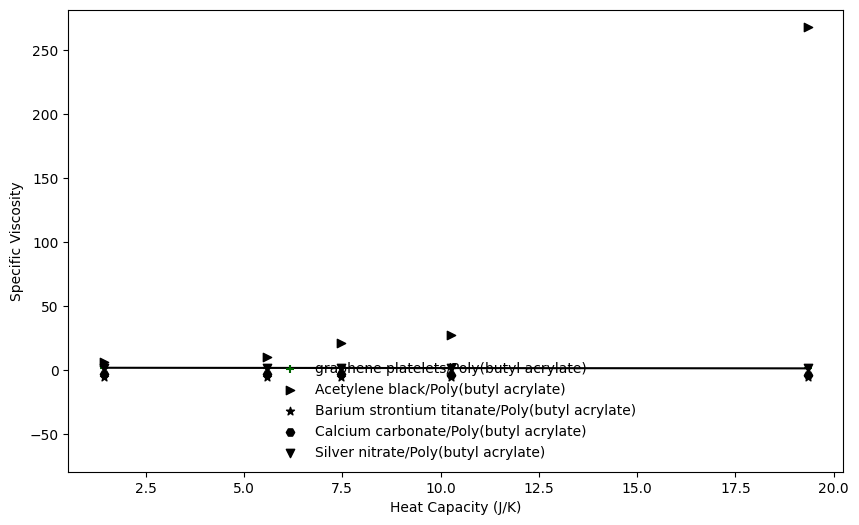 250
200
150
100
50
0
−50
Specific Viscosity
graphene platelets/Poly(butyl acrylate)
Acetylene black/Poly(butyl acrylate)
Barium strontium titanate/Poly(butyl acrylate)
Calcium carbonate/Poly(butyl acrylate)
Silver nitrate/Poly(butyl acrylate)
2.5 5.0 7.5 10.0 12.5 15.0 17.5 20.0
Heat Capacity (J/K)